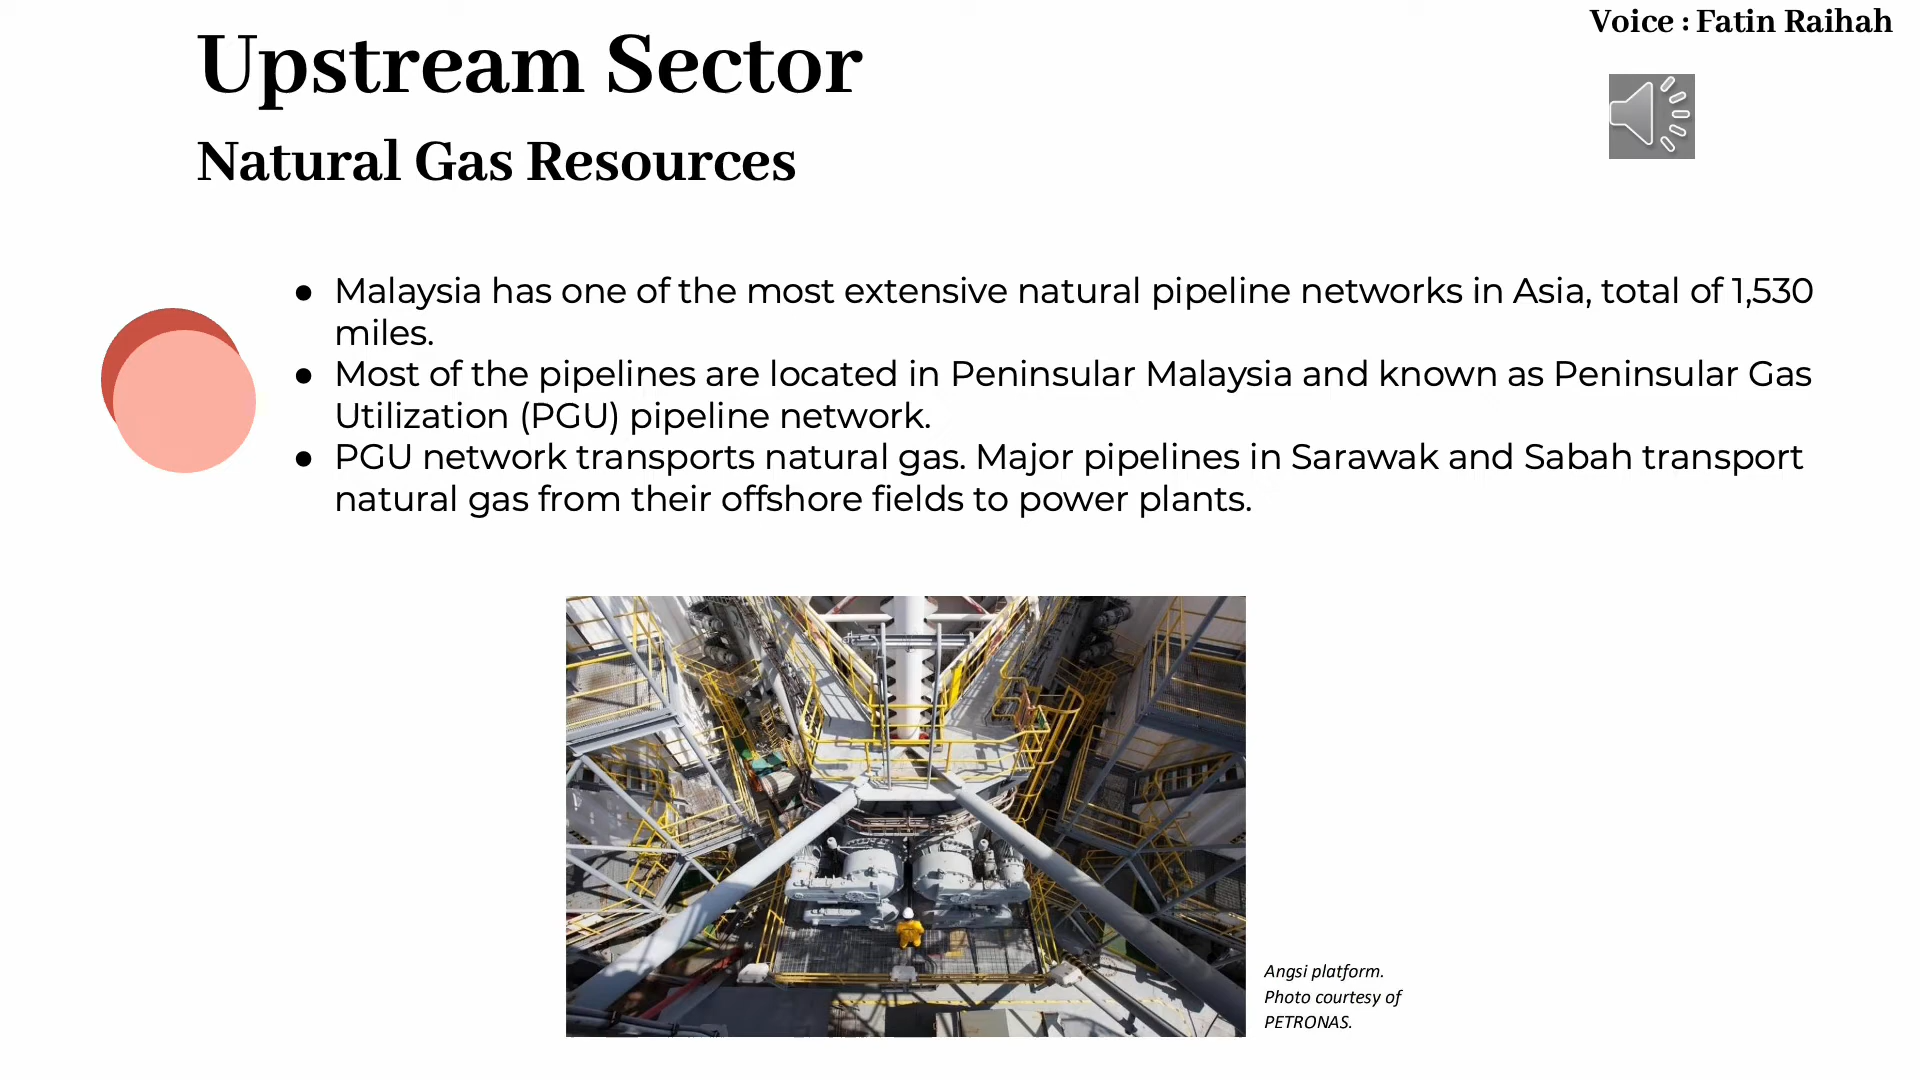 Voice : Fatin Raihah
Upstream Sector
Natural Gas Resources
● Malaysia has one of the most extensive natural pipeline networks in Asia, total of 1,530
miles.
● Most of the pipelines are located in Peninsular Malaysia and known as Peninsular Gas
Utilization (PGU) pipeline network.
● PGU network transports natural gas. Major pipelines in Sarawak and Sabah transport
natural gas from their offshore fields to power plants.
Angsi platform.
Photo courtesy of
PETRONAS.